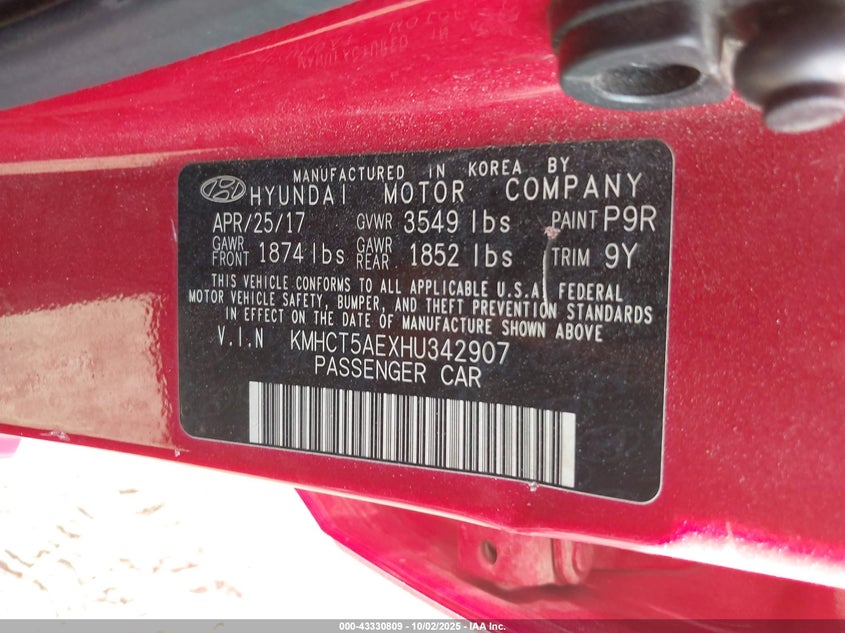 MANUFACTURED IN KOREA BY
HYUNDAI MOTOR COMPANY
APR/25/17 GVWR 3549 lbs PAINT P9R
GAWR FRONT 1874 lbs GAWR REAR 1852 lbs TRIM 9Y
THIS VEHICLE CONFORMS TO ALL APPLICABLE U.S.A. FEDERAL
MOTOR VEHICLE SAFETY, BUMPER, AND THEFT PREVENTION STANDARDS
IN EFFECT ON THE DATE OF MANUFACTURE SHOWN ABOVE
V.I.N KMHCT5AEXHU342907
PASSENGER CAR
000-43330809 - 10/02/2025 - IAA Inc.